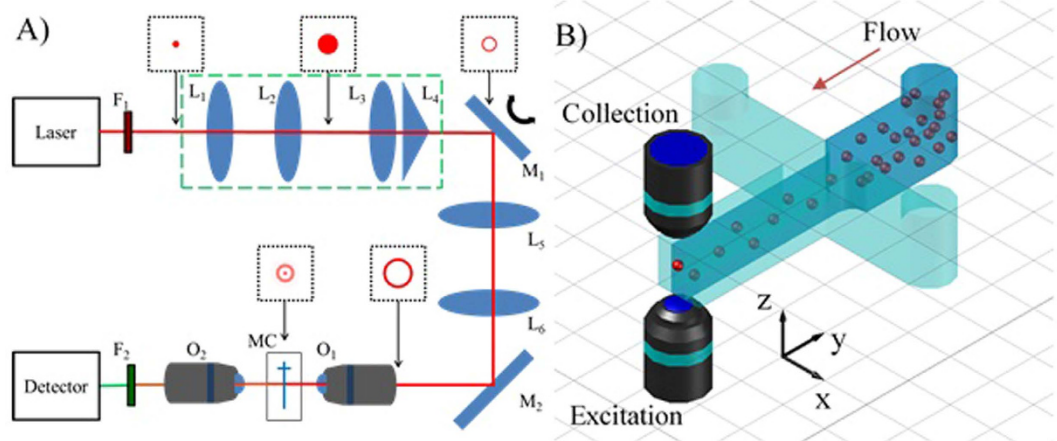 A)
Laser
F1
L1
L2
L3
L4
M1
L5
L6
M2
MC
O1
O2
F2
Detector
B)
Flow
Collection
Excitation
z
y
x